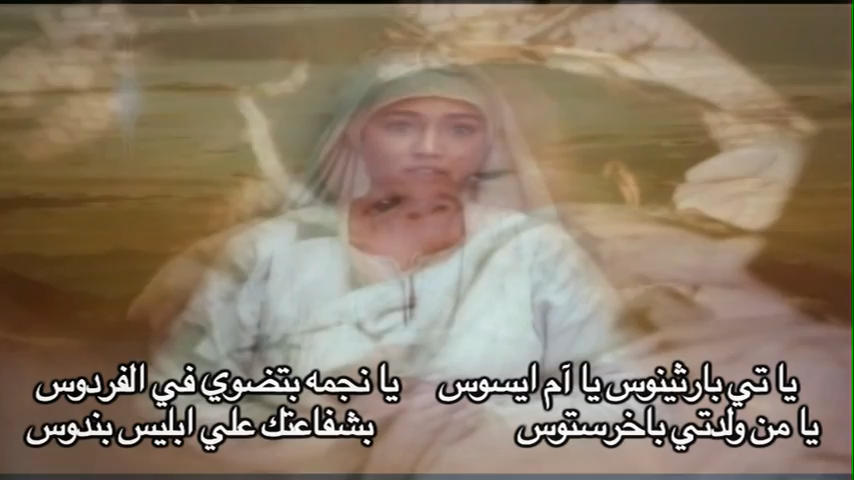 يا تي بارثينوس يا آم ايسوس يا نجمه بتضوي في الفردوس
يا من ولدتي باخرستوس بشفاعتك علي ابليس بندوس